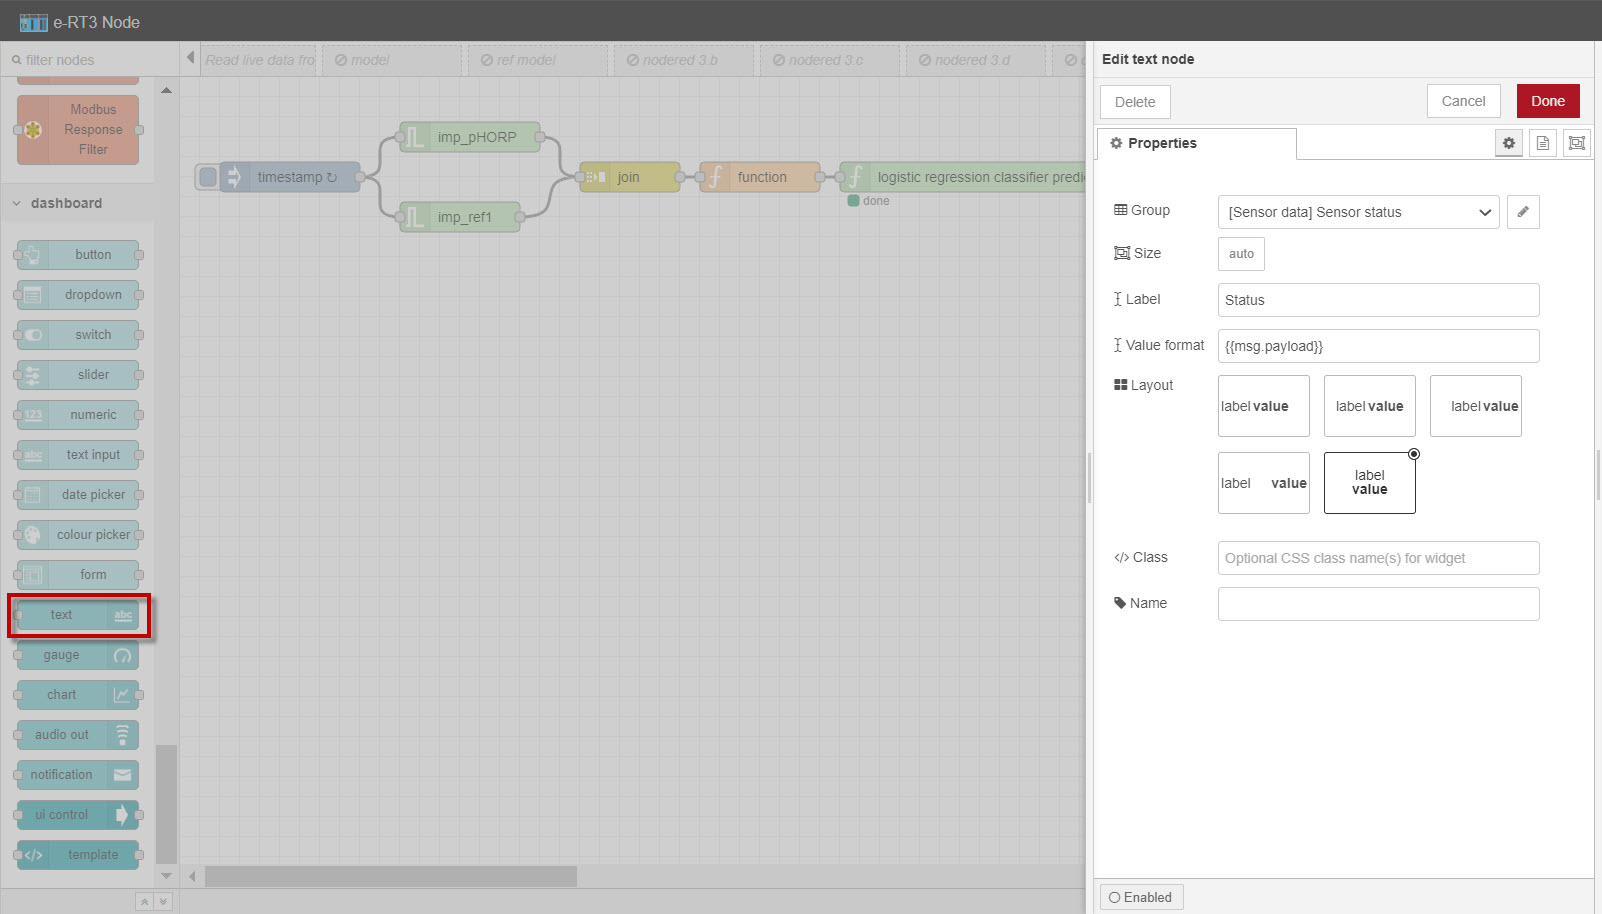 e-RT3 Node
filter nodes
Read live data fro
model
ref model
nodered 3.b
nodered 3.c
nodered 3.d
Modbus
Response
Filter
dashboard
button
dropdown
switch
slider
123 numeric
abc text input
date picker
colour picker
form
text abc
gauge
chart
audio out
notification
ui control
</> template
timestamp ↻
imp_pHORP
imp_ref1
join
function
logistic regression classifier predi
done
Edit text node
Delete
Cancel
Done
Properties
Group
[Sensor data] Sensor status
Size
auto
Label
Status
Value format
{{msg.payload}}
Layout
label value
label value
label value
label value
label
value
</> Class
Optional CSS class name(s) for widget
Name
Enabled